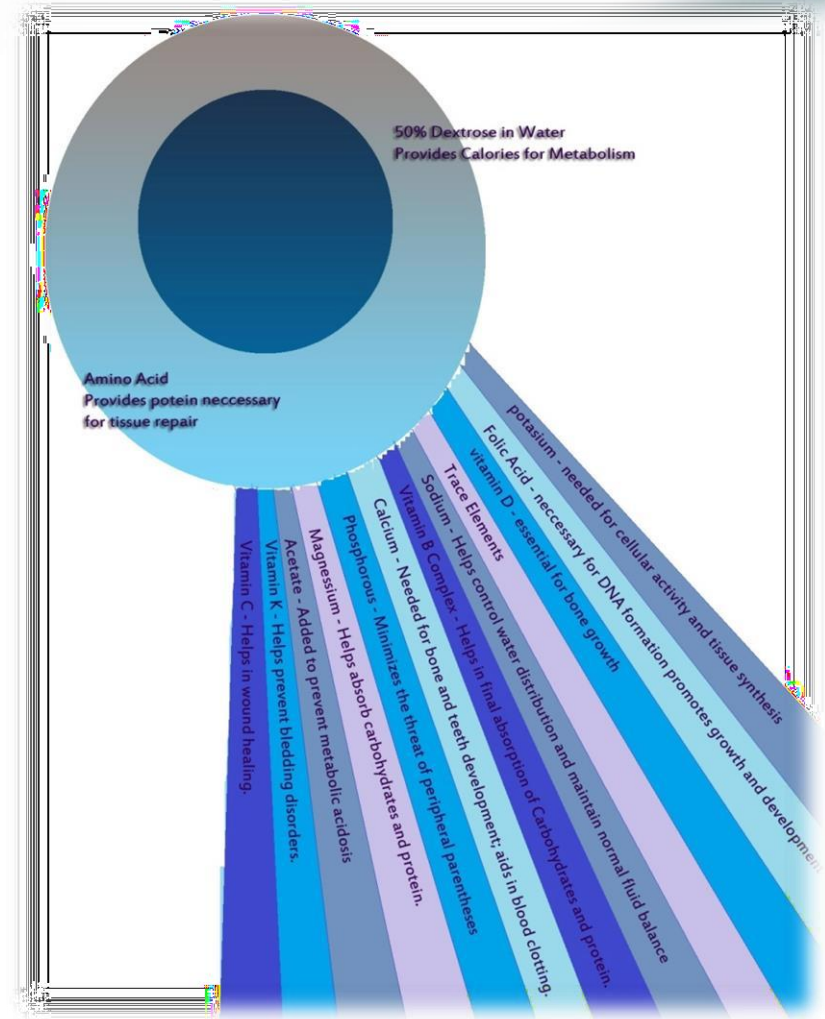 50% Dextrose in Water
Provides Calories for Metabolism
Amino Acid
Provides potein neccessary
for tissue repair
Vitamin C - Helps in wound healing.
Vitamin K - Helps prevent bledding disorders.
Acetate - Added to prevent metabolic acidosis
Magnessium - Helps absorb carbohydrates and protein.
Phosphorous - Minimizes the threat of peripheral parentheses
Calcium - Needed for bone and teeth development; aids in blood clotting.
Vitamin B Complex - Helps in final absorption of Carbohydrates and protein.
Sodium - Helps control water distribution and maintain normal fluid balance
Trace Elements
vitamin D - essential for bone growth
Folic Acid - neccessary for DNA formation promotes growth and development
potasium - needed for cellular activity and tissue synthesis